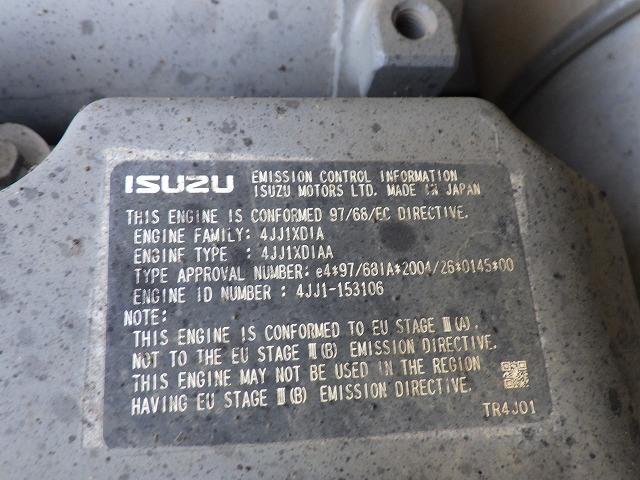 ISUZU EMISSION CONTROL INFORMATION
ISUZU MOTORS LTD. MADE IN JAPAN
THIS ENGINE IS CONFORMED 97/68/EC DIRECTIVE.
ENGINE FAMILY: 4JJ1XDIA
ENGINE TYPE : 4JJ1XDIAA
TYPE APPROVAL NUMBER: e4*97/68IA*2004/26*0145*00
ENGINE ID NUMBER : 4JJ1-153106
NOTE:
THIS ENGINE IS CONFORMED TO EU STAGE Ⅲ(A).
NOT TO THE EU STAGE Ⅲ(B) EMISSION DIRECTIVE.
THIS ENGINE MAY NOT BE USED IN THE REGION
HAVING EU STAGE Ⅲ(B) EMISSION DIRECTIVE.
TR4J01